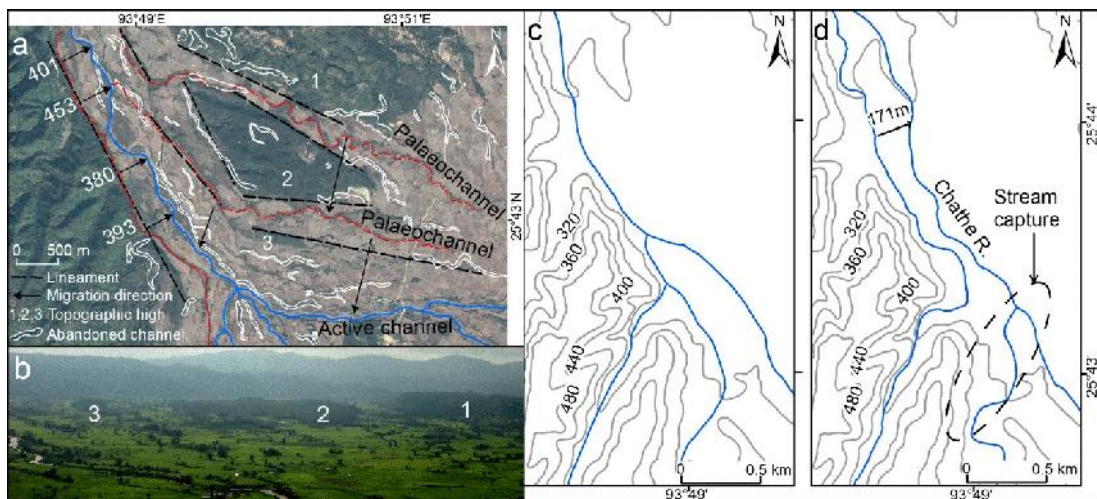 93°49'E
93°51'E
a
N
401
453
380
393
1
2
3
Palaeochannel
Palaeochannel
Active channel
25°43'N
0 500 m
Lineament
Migration direction
1,2,3 Topographic high
Abandoned channel
b
3
2
1
c
N
320
360
400
440
480
0 0.5 km
93°49'
d
N
171m
25°44'
Chathe R.
Stream
capture
320
360
400
440
480
25°43'
0 0.5 km
93°49'